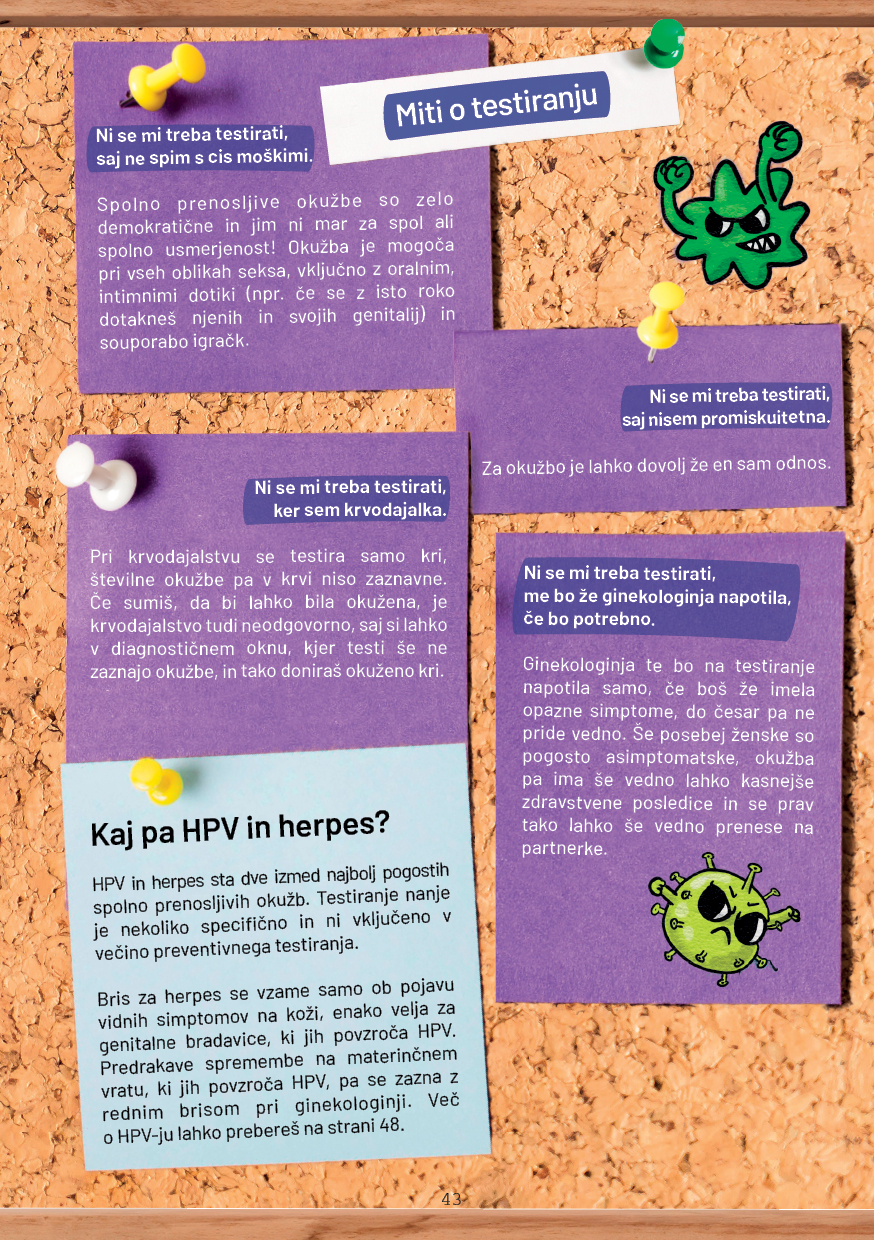 Miti o testiranju
Ni se mi treba testirati,
saj ne spim s cis moškimi.
Spolno prenosljive okužbe so zelo
demokratične in jim ni mar za spol ali
spolno usmerjenost! Okužba je mogoča
pri vseh oblikah seksa, vključno z oralnim,
intimnimi dotiki (npr. če se z isto roko
dotakneš njenih in svojih genitalij) in
souporabo igračk.
Ni se mi treba testirati,
saj nisem promiskuitetna.
Za okužbo je lahko dovolj že en sam odnos.
Ni se mi treba testirati,
ker sem krvodajalka.
Pri krvodajalstvu se testira samo kri,
številne okužbe pa v krvi niso zaznavne.
Če sumiš, da bi lahko bila okužena, je
krvodajalstvo tudi neodgovorno, saj si lahko
v diagnostičnem oknu, kjer testi še ne
zaznajo okužbe, in tako doniraš okuženo kri.
Ni se mi treba testirati,
me bo že ginekologinja napotila,
če bo potrebno.
Ginekologinja te bo na testiranje
napotila samo, če boš že imela
opazne simptome, do česar pa ne
pride vedno. Še posebej ženske so
pogosto asimptomatske, okužba
pa ima še vedno lahko kasnejše
zdravstvene posledice in se prav
tako lahko še vedno prenese na
partnerke.
Kaj pa HPV in herpes?
HPV in herpes sta dve izmed najbolj pogostih
spolno prenosljivih okužb. Testiranje nanje
je nekoliko specifično in ni vključeno v
večino preventivnega testiranja.
Bris za herpes se vzame samo ob pojavu
vidnih simptomov na koži, enako velja za
genitalne bradavice, ki jih povzroča HPV.
Predrakave spremembe na materinčnem
vratu, ki jih povzroča HPV, pa se zazna z
rednim brisom pri ginekologinji. Več
o HPV-ju lahko prebereš na strani 48.
43